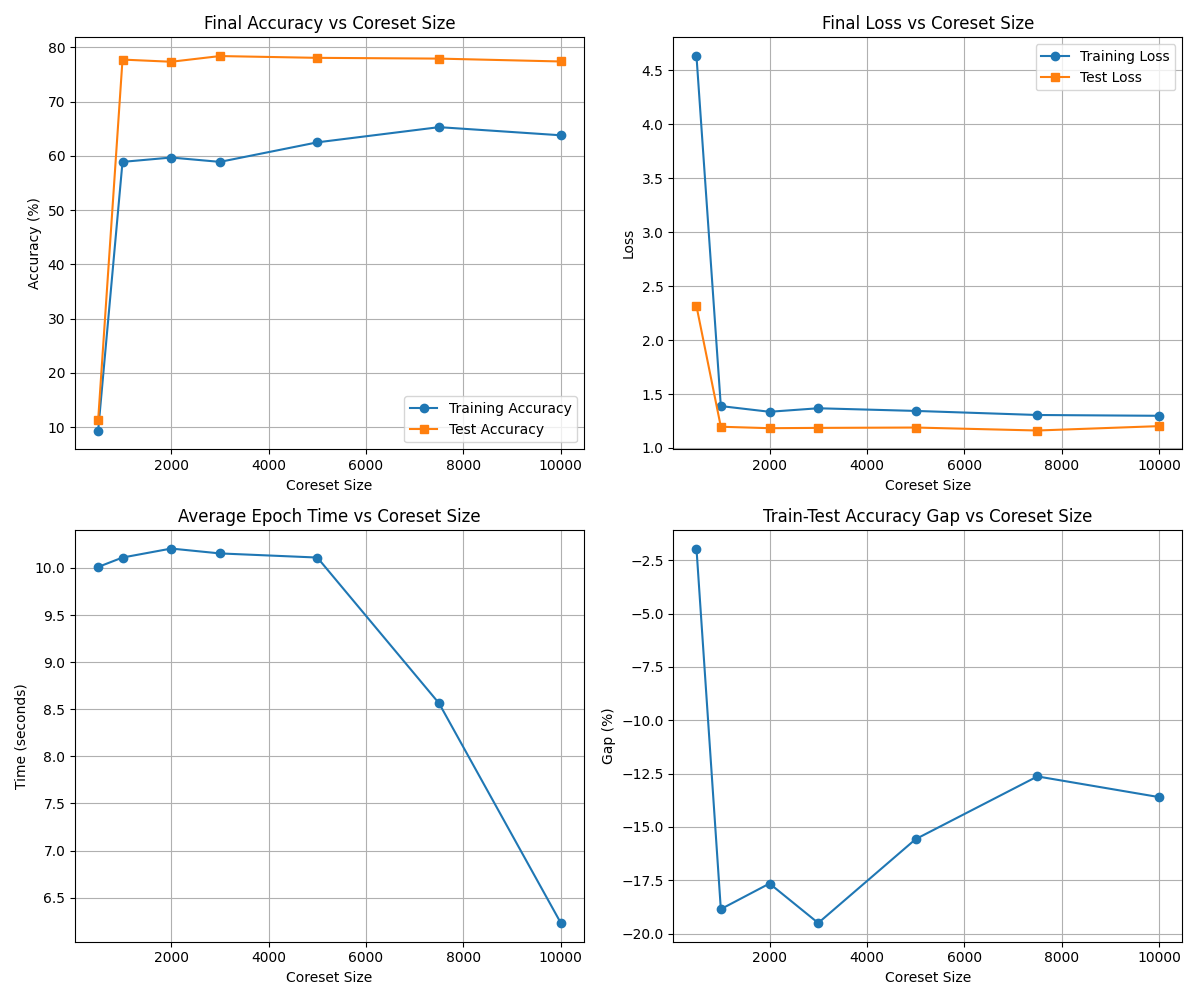 Final Accuracy vs Coreset Size
80
70
60
50
40
30
20
10
Accuracy (%)
Training Accuracy
Test Accuracy
2000 4000 6000 8000 10000
Coreset Size
Final Loss vs Coreset Size
4.5
4.0
3.5
3.0
2.5
2.0
1.5
1.0
Loss
Training Loss
Test Loss
2000 4000 6000 8000 10000
Coreset Size
Average Epoch Time vs Coreset Size
10.0
9.5
9.0
8.5
8.0
7.5
7.0
6.5
Time (seconds)
2000 4000 6000 8000 10000
Coreset Size
Train-Test Accuracy Gap vs Coreset Size
−2.5
−5.0
−7.5
−10.0
−12.5
−15.0
−17.5
−20.0
Gap (%)
2000 4000 6000 8000 10000
Coreset Size